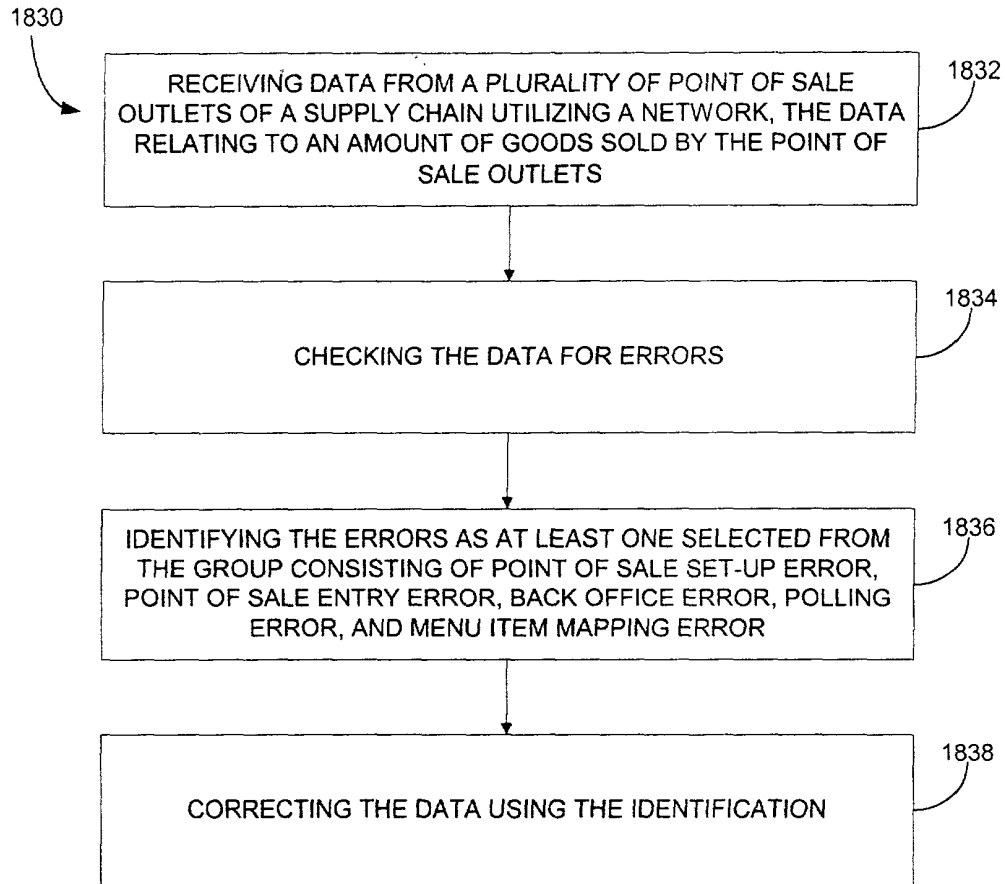 1830
RECEIVING DATA FROM A PLURALITY OF POINT OF SALE
OUTLETS OF A SUPPLY CHAIN UTILIZING A NETWORK, THE DATA
RELATING TO AN AMOUNT OF GOODS SOLD BY THE POINT OF
SALE OUTLETS
1832
CHECKING THE DATA FOR ERRORS
1834
IDENTIFYING THE ERRORS AS AT LEAST ONE SELECTED FROM
THE GROUP CONSISTING OF POINT OF SALE SET-UP ERROR,
POINT OF SALE ENTRY ERROR, BACK OFFICE ERROR, POLLING
ERROR, AND MENU ITEM MAPPING ERROR
1836
CORRECTING THE DATA USING THE IDENTIFICATION
1838